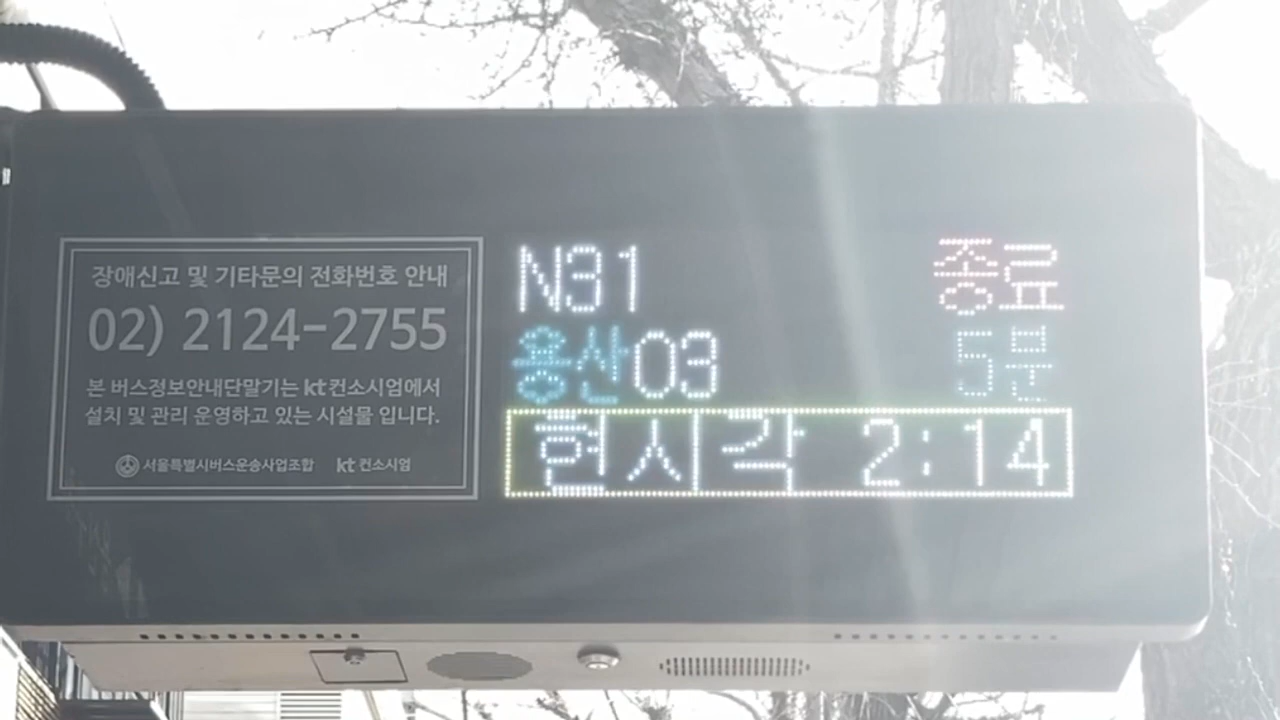 장애신고 및 기타문의 전화번호 안내
02) 2124-2755
본 버스정보안내단말기는 kt컨소시엄에서
설치 및 관리 운영하고 있는 시설물 입니다.
서울특별시버스운송사업조합 kt 컨소시엄
N31 종료
용산03 5분
현시각 2:14